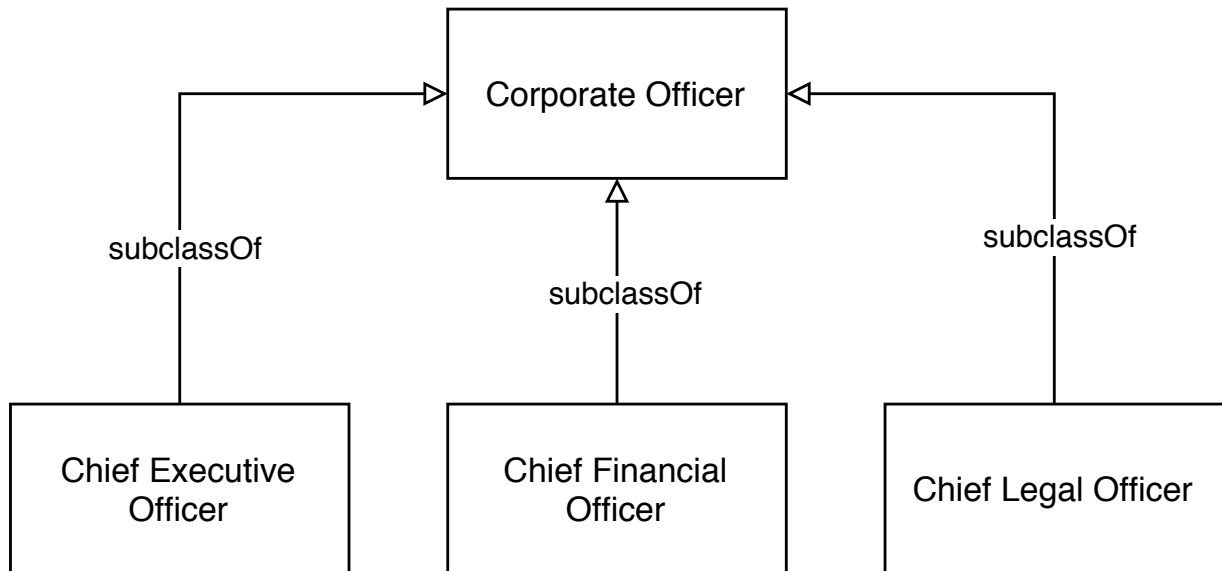 Corporate Officer
subclassOf
subclassOf
subclassOf
Chief Executive
Officer
Chief Financial
Officer
Chief Legal Officer